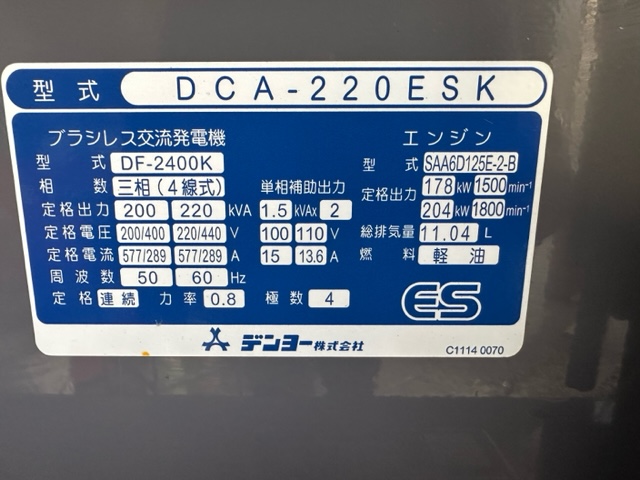 型式 DCA-220ESK
ブラシレス交流発電機
型式 DF-2400K
相数 三相(4線式) 単相補助出力
定格出力 200 220 kVA 1.5 kVAx 2
定格電圧 200/400 220/440 V 100 110 V
定格電流 577/289 577/289 A 15 13.6 A
周波数 50 60 Hz
定格 連続 力率 0.8 極数 4
エンジン
型式 SAA6D125E-2-B
定格出力 178 kW 1500 min⁻¹
204 kW 1800 min⁻¹
総排気量 11.04 L
燃料 軽油
ES
デンヨー株式会社
C1114 0070